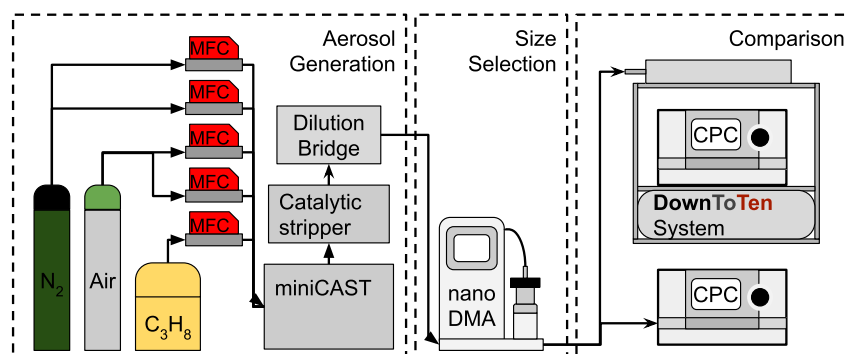 Aerosol
Generation
Size
Selection
Comparison
MFC
MFC
MFC
MFC
MFC
Dilution
Bridge
Catalytic
stripper
miniCAST
N₂
Air
C₃H₈
nano
DMA
CPC
DownToTen
System
CPC